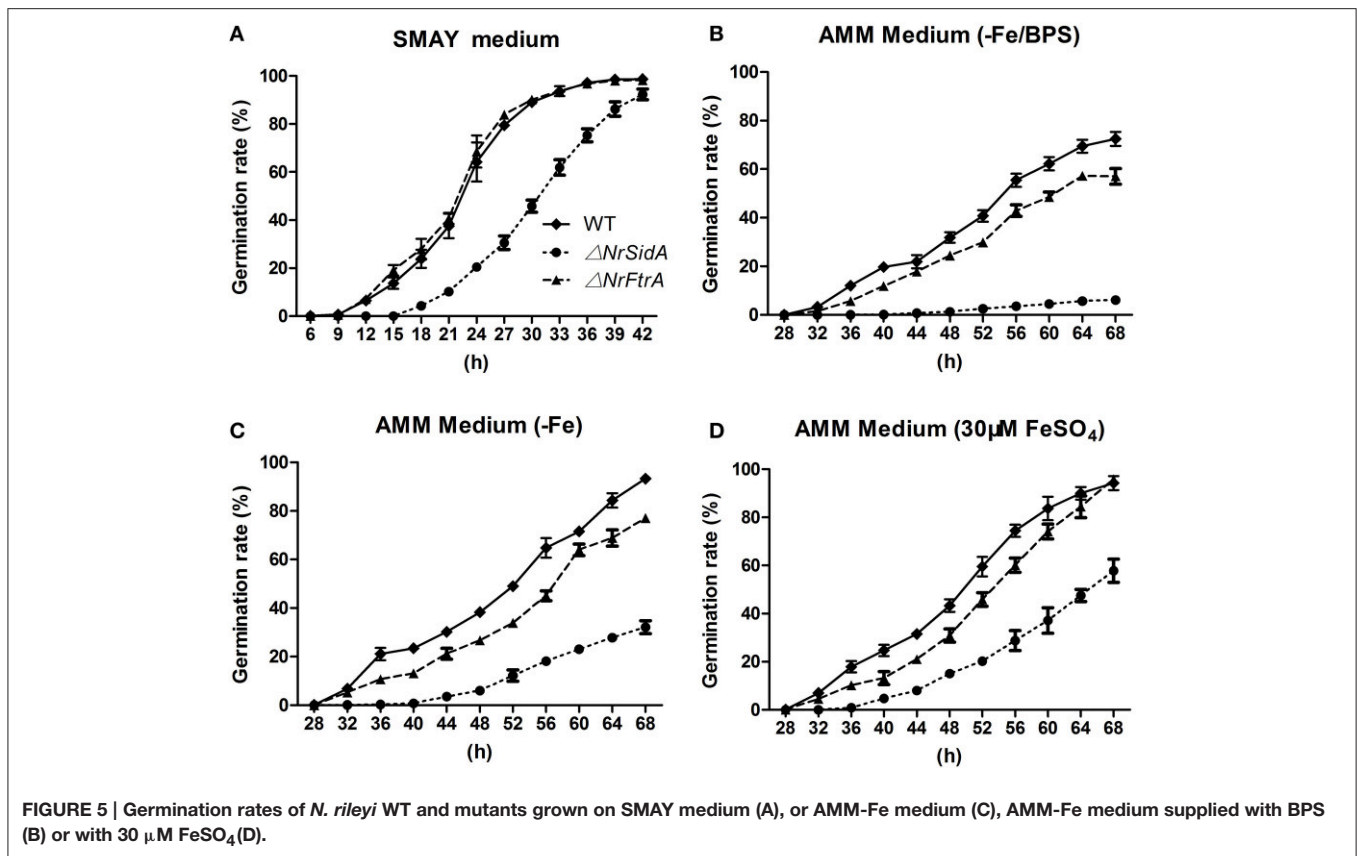 A
SMAY medium
Germination rate (%)
100
80
60
40
20
0
6 9 12 15 18 21 24 27 30 33 36 39 42
(h)
WT
△NrSidA
△NrFtrA
B
AMM Medium (-Fe/BPS)
Germination rate (%)
100
80
60
40
20
0
28 32 36 40 44 48 52 56 60 64 68
(h)
C
AMM Medium (-Fe)
Germination rate (%)
100
80
60
40
20
0
28 32 36 40 44 48 52 56 60 64 68
(h)
D
AMM Medium (30µM FeSO₄)
Germination rate (%)
100
80
60
40
20
0
28 32 36 40 44 48 52 56 60 64 68
(h)
FIGURE 5 | Germination rates of N. rileyi WT and mutants grown on SMAY medium (A), or AMM-Fe medium (C), AMM-Fe medium supplied with BPS
(B) or with 30 μM FeSO₄(D).